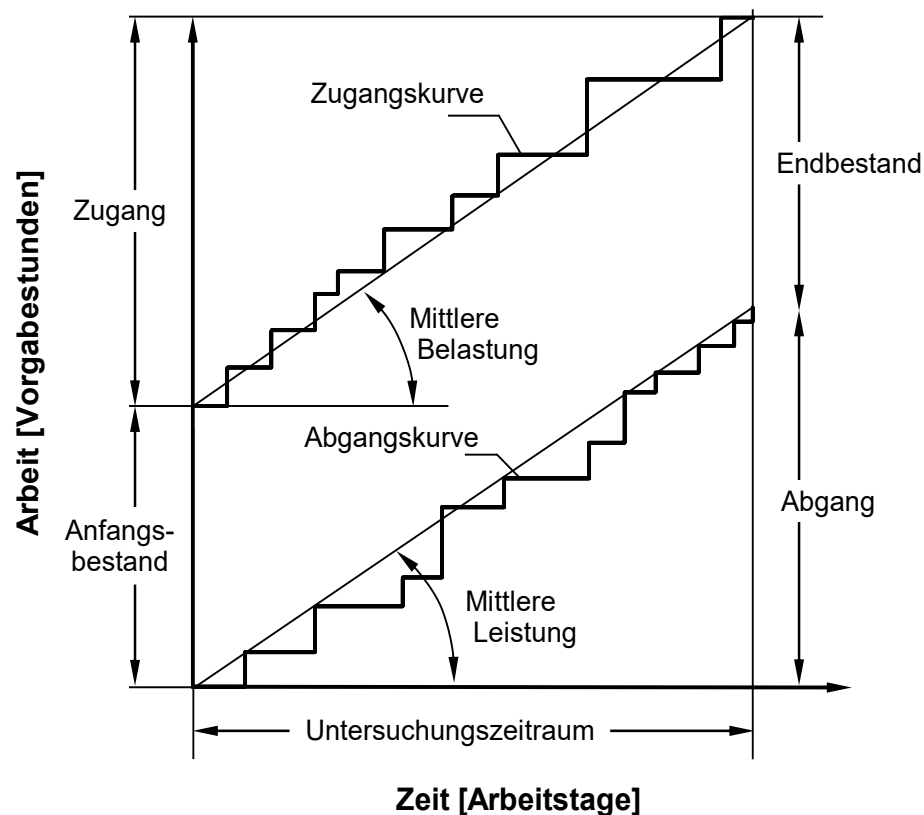 Zugangskurve
Endbestand
Zugang
Mittlere
Belastung
Arbeit [Vorgabestunden]
Abgangskurve
Abgang
Anfangs-
bestand
Mittlere
Leistung
Untersuchungszeitraum
Zeit [Arbeitstage]